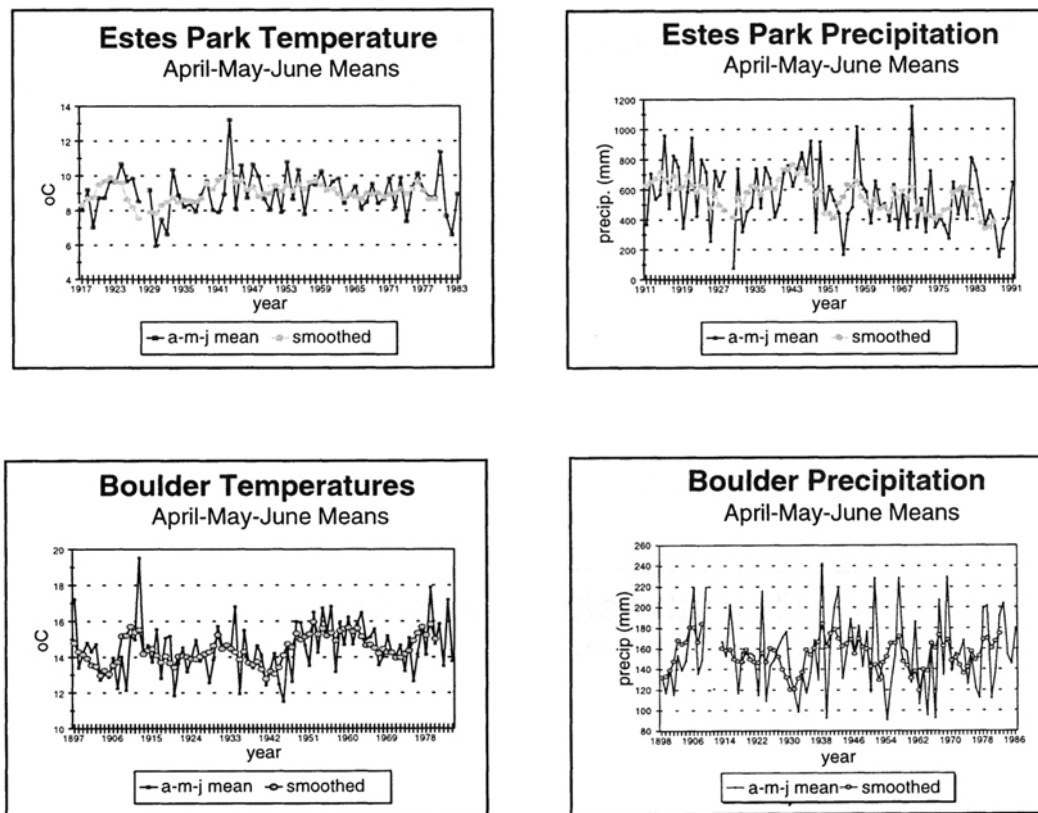 Estes Park Temperature
April-May-June Means
14
12
10
8
6
4
oC
1917 1923 1929 1935 1941 1947 1953 1959 1965 1971 1977 1983
year
a-m-j mean smoothed
Estes Park Precipitation
April-May-June Means
1200
1000
800
600
400
200
0
precip. (mm)
1911 1919 1927 1935 1943 1951 1959 1967 1975 1983 1991
year
a-m-j mean smoothed
Boulder Temperatures
April-May-June Means
20
18
16
14
12
10
oC
1897 1906 1915 1924 1933 1942 1951 1960 1969 1978
year
a-m-j mean smoothed
Boulder Precipitation
April-May-June Means
260
240
220
200
180
160
140
120
100
80
precip (mm)
1898 1906 1914 1922 1930 1938 1946 1954 1962 1970 1978 1986
year
a-m-j mean smoothed